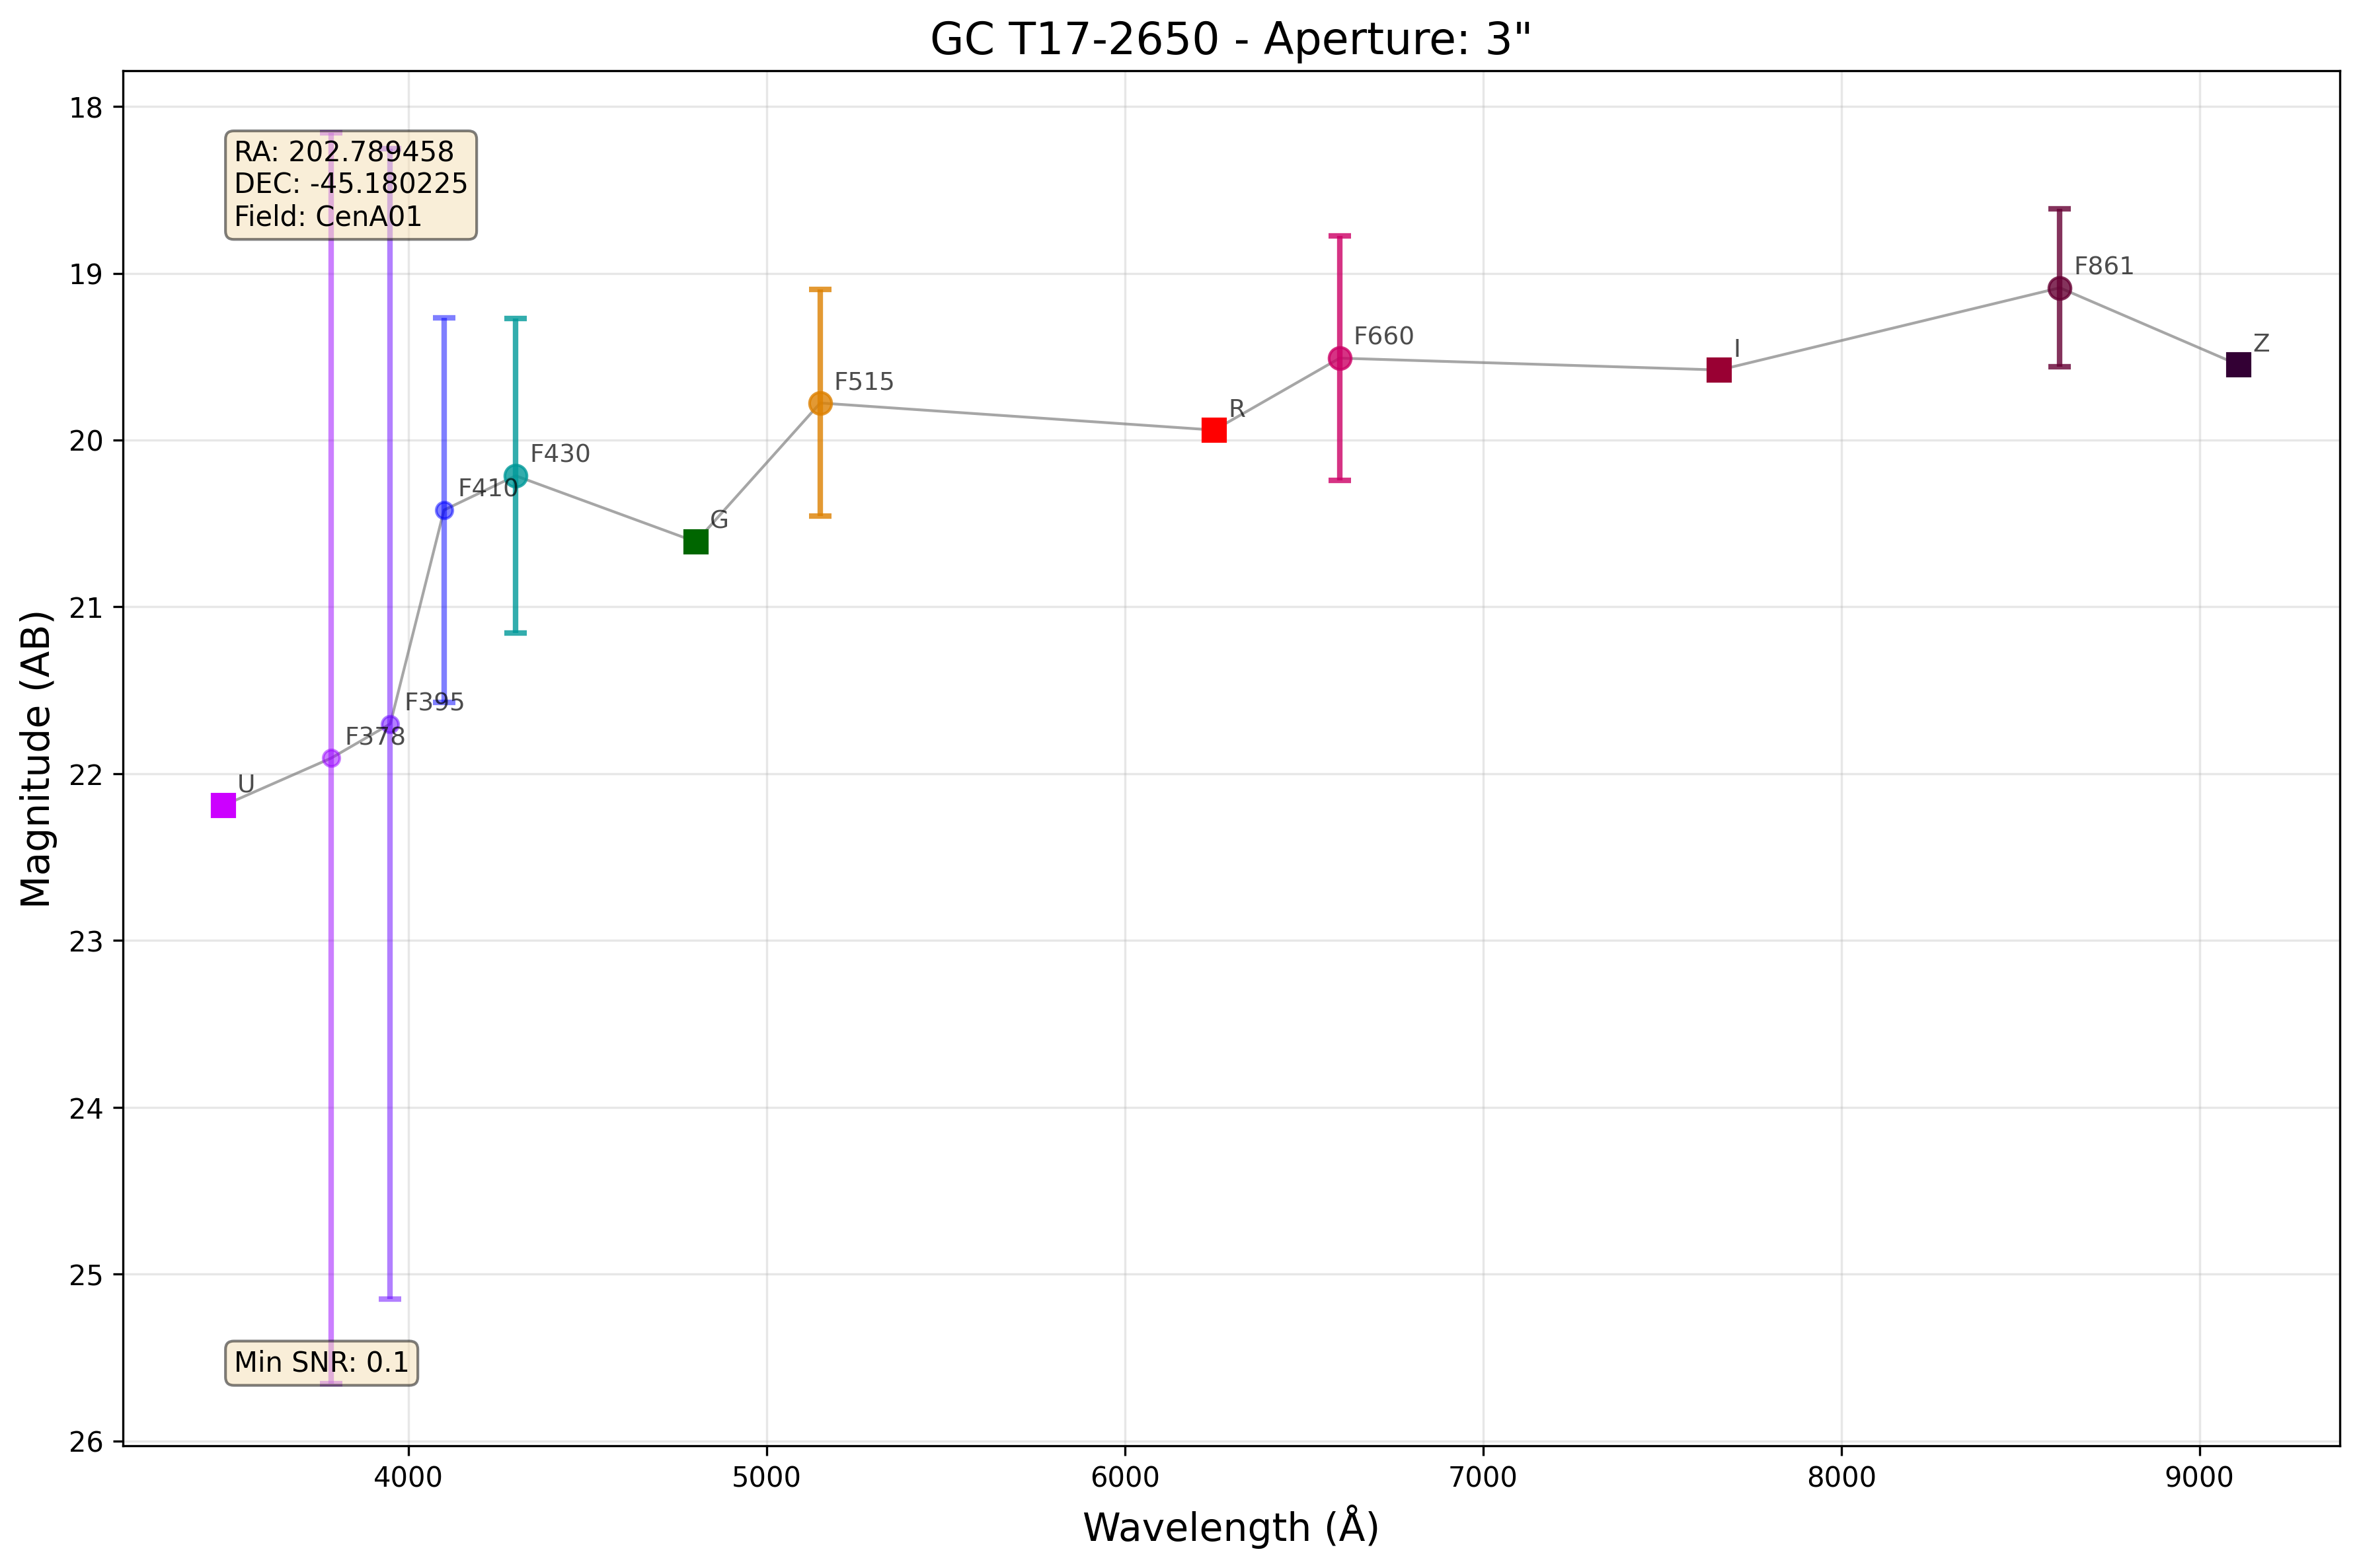 GC T17-2650 - Aperture: 3"
RA: 202.789458
DEC: -45.180225
Field: CenA01
18
19
20
21
22
23
24
25
26
Magnitude (AB)
U
F378
F395
F410
F430
G
F515
R
F660
I
F861
Z
Min SNR: 0.1
4000
5000
6000
7000
8000
9000
Wavelength (Å)